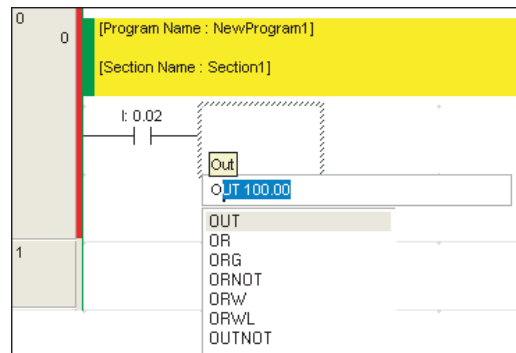 0
0
[Program Name : NewProgram1]
[Section Name : Section1]
I: 0.02
Out
OUT 100.00
OUT
OR
ORG
ORNOT
1
ORW
ORWL
OUTNOT